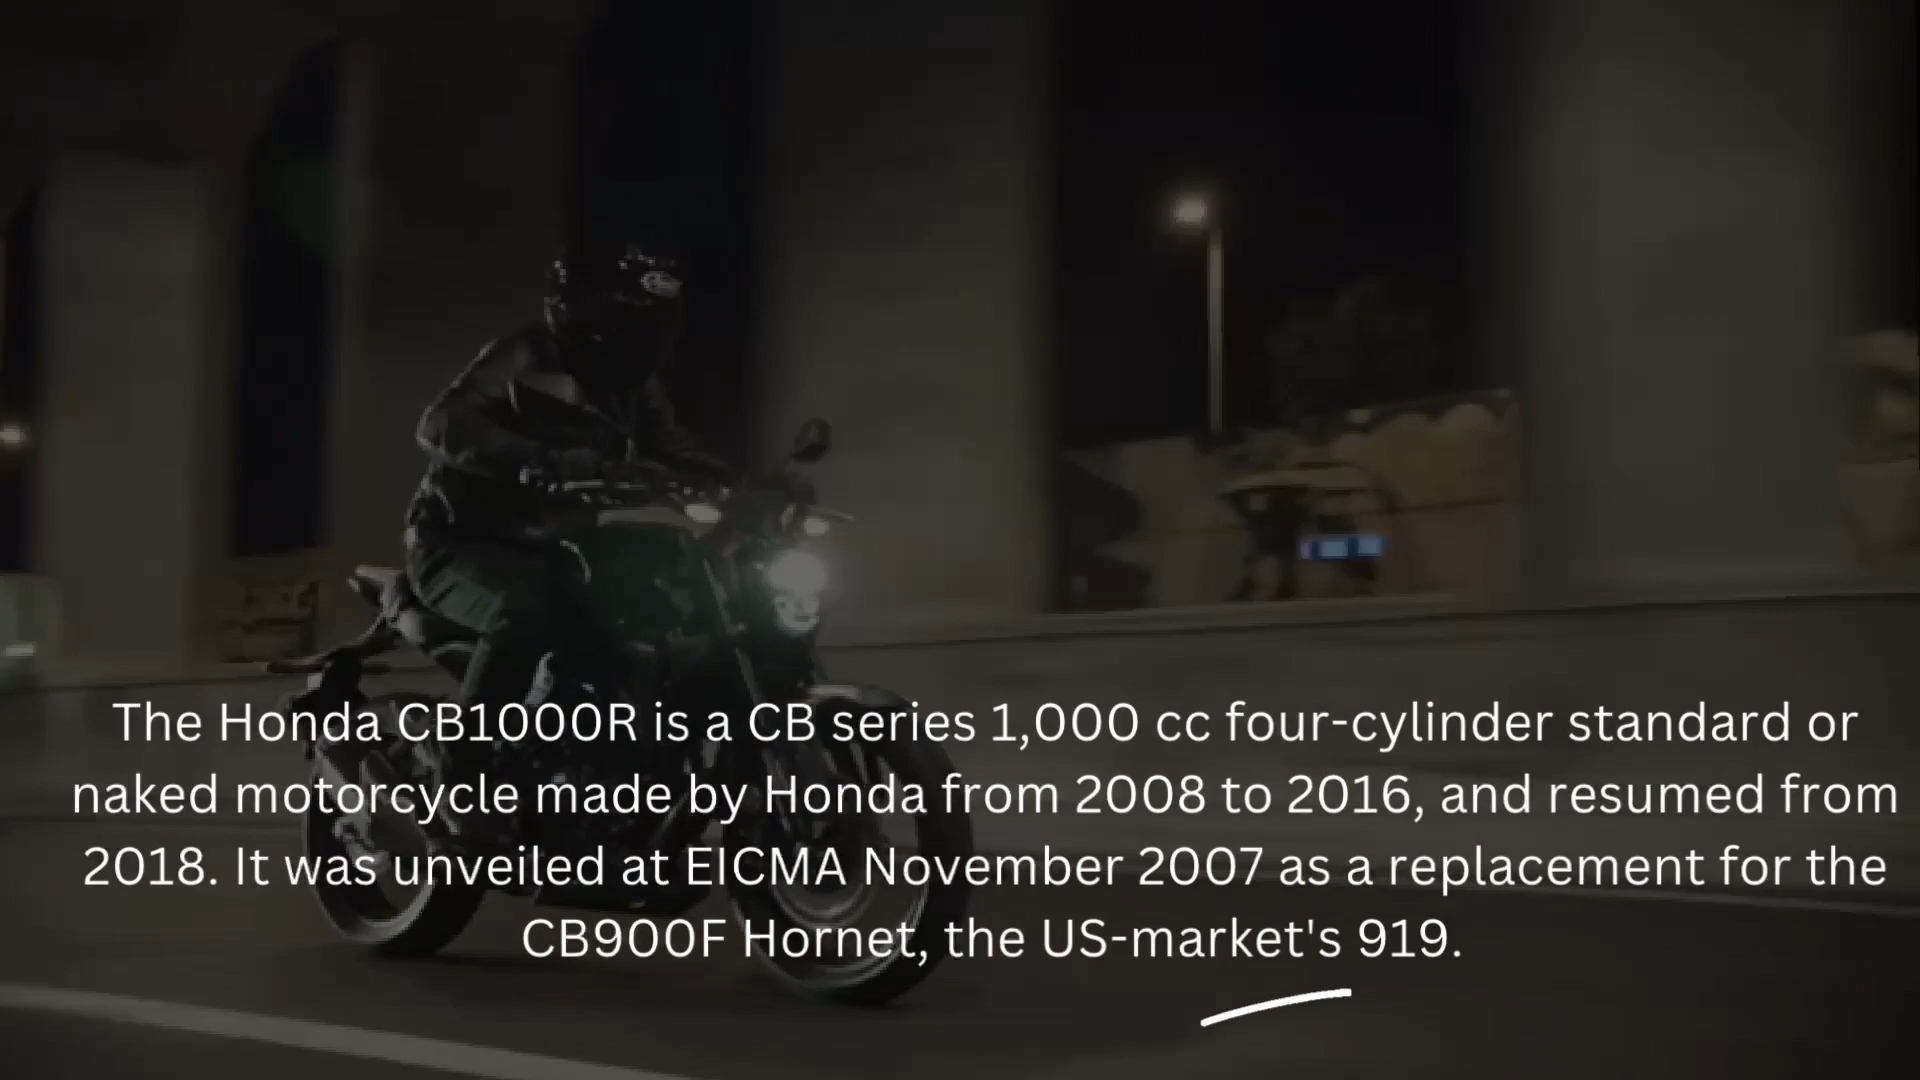 The Honda CB1000R is a CB series 1,000 cc four-cylinder standard or
naked motorcycle made by Honda from 2008 to 2016, and resumed from
2018. It was unveiled at EICMA November 2007 as a replacement for the
CB900F Hornet, the US-market's 919.